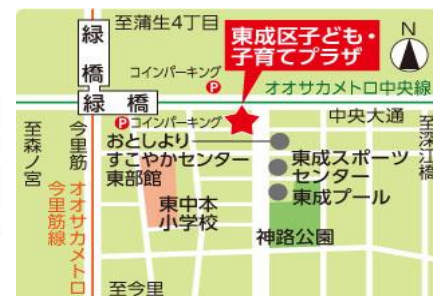 至蒲生4丁目
緑橋
東成区子ども・
子育てプラザ
N
コインパーキング
P
オオサカメトロ中央線
緑橋
P コインパーキング
中央大通
至森ノ宮
今里筋
オオサカメトロ
今里筋線
おとしより
すこやかセンター
東部館
東成スポーツ
センター
東成プール
至深江橋
東中本
小学校
神路公園
至今里